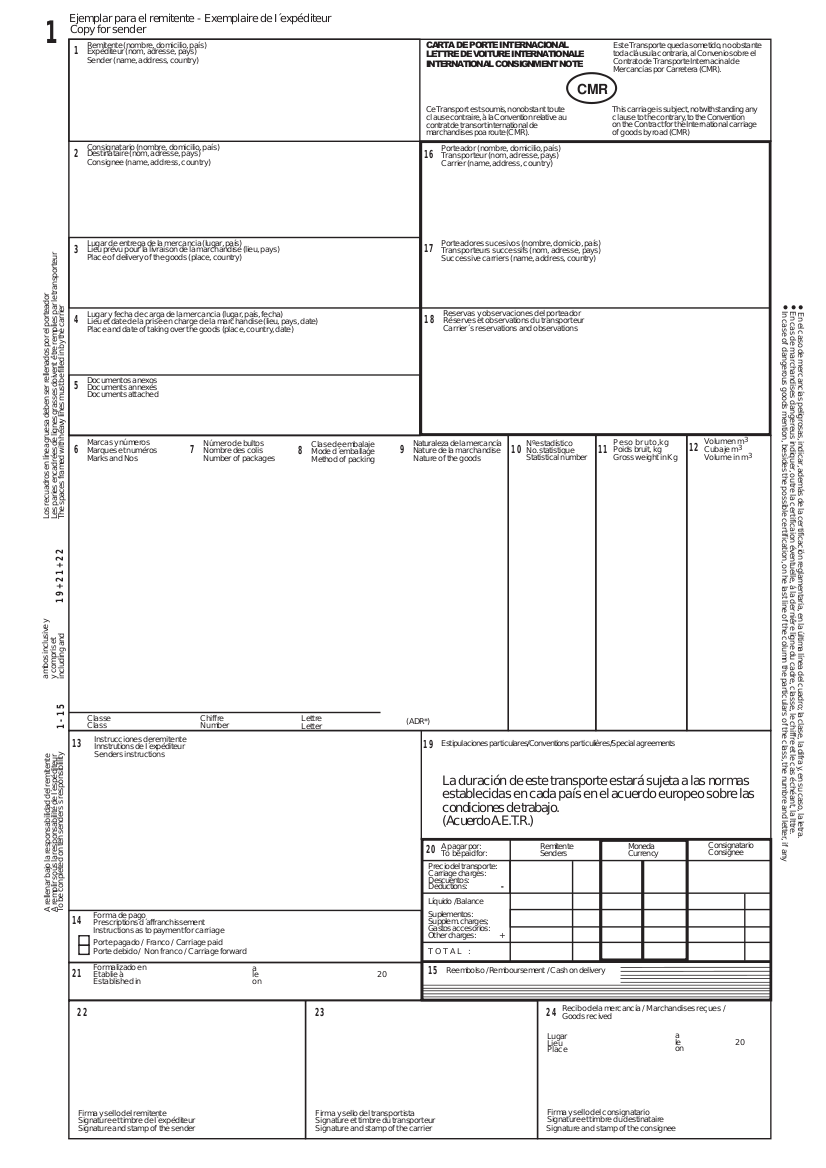 1
Ejemplar para el remitente - Exemplaire de l´expéditeur
Copy for sender
1
Remitente (nombre, domicilio, pais)
Expediteur (nom, adresse, pays)
Sender (name, address, country)
CARTA DE PORTE INTERNACIONAL
LETTRE DE VOITURE INTERNATIONALE
INTERNATIONAL CONSIGNMENT NOTE
Este Transporte queda sometido, no obstante
toda cláusula contraria, al Convenio sobre el
Contrato de Transporte Internacinal de
Mercancias por Carretera (CMR).
CMR
Ce Transport est soumis, nonobstant toute
clause contraire, à la Convention relative au
contrat de transort international de
marchandises poa route (CMR).
This carriage is subject, notwithstanding any
clause to the contrary, to the Convention
on the Contract for the International carriage
of goods by road (CMR)
2
Consignatario (nombre, domicilio, pais)
Destinataire (nom, adresse, pays)
Consignee (name, address, country)
16
Porteador (nombre, domicilio, pais)
Transporteur (nom, adresse, pays)
Carrier (name, address, country)
3
Lugar de entrega de la mercancia (lugar, pais)
Lieu prévu pour la livraison de la marchandise (lieu, pays)
Place of delivery of the goods (place, country)
17
Porteadores sucesivos (nombre, domicio, pais)
Transporteurs successifs (nom, adresse, pays)
Successive carriers (name, address, country)
4
Lugar y fecha de carga de la mercancia (lugar, pais, fecha)
Lieu et date de la prise en charge de la marchandise (lieu, pays, date)
Place and date of taking over the goods (place, country, date)
18
Reservas y observaciones del porteador
Réserves et observations du transporteur
Carrier´s reservations and observations
5
Documentos anexos
Documents annexés
Documents attached
6
Marcas y números
Marques et numéros
Marks and Nos
7
Número de bultos
Nombre des colis
Number of packages
8
Clase de embalaje
Mode d´emballage
Method of packing
9
Naturaleza de la mercancia
Nature de la marchandise
Nature of the goods
10
Nº estadístico
No. statistique
Statistical number
11
Peso bruto, kg
Poids bruit, kg
Gross weight in Kg
12
Volumen m³
Cubaje m³
Volume in m³
Classe
Class
Chiffre
Number
Lettre
Letter
(ADR*)
13
Instrucciones de remitente
Innstrutions de l´expéditeur
Senders instructions
19
Estipulaciones particulares/Conventions particulières/Special agreements
La duración de este transporte estará sujeta a las normas
establecidas en cada país en el acuerdo europeo sobre las
condiciones de trabajo.
(Acuerdo A.E.T.R.)
20
A pagar por:
To be paid for:
Remitente
Senders
Moneda
Currency
Consignatario
Consignee
Precio del transporte:
Carriage charges:
Descuentos:
Deductions: -
Líquido / Balance
Suplementos:
Supplem. charges:
Gastos accesorios:
Other charges: +
TOTAL :
14
Forma de pago
Prescriptions d´affranchissement
Instructions as to payment for carriage
Porte pagado / Franco / Carriage paid
Porte debido / Non franco / Carriage forward
21
Formalizado en
Etablie à
Established in
a
le
on
20
15
Reembolso / Remboursement / Cash on delivery
22
23
24
Recibo de la mercancía / Marchandises reçues /
Goods recived
Lugar
Lieu
Place
a
le
on
20
Firma y sello del remitente
Signature et timbre de l´expéditeur
Signature and stamp of the sender
Firma y sello del transportista
Signature et timbre du transporteur
Signature and stamp of the carrier
Firma y sello del consignatario
Signature et timbre du destinataire
Signature and stamp of the consignee
Los recuadros en linea gruesa deben ser rellenados por el porteador
Les parties encadrées de lignes grasses doivent être remplies par le transporteur
The spaces framed with heavy lines must be filled in by the carrier
19+21+22
ambos inclusive y
y compris et
including and
1-15
A rellenar bajo la responsabilidad del remitente
A remplir sous la responsabilité de l´expéditeur
To be completed on ten senders´s responsibility
● En el caso de mercancías peligrosas, indicar, además de la certificación reglamentaria, en la última linea del cuadro; la clase, la cifra y, en su caso, la letra.
● En cas de marchandises dangereus indiquer, outre la certificaion éventuelle, à la derniére ligne du cadre, classe, le chiffre et le cas échéant, la littre.
● In case of dangerous goods mention, besides the possible certification, on he last line of the column the particulars of the class, the numbre and letter, if any